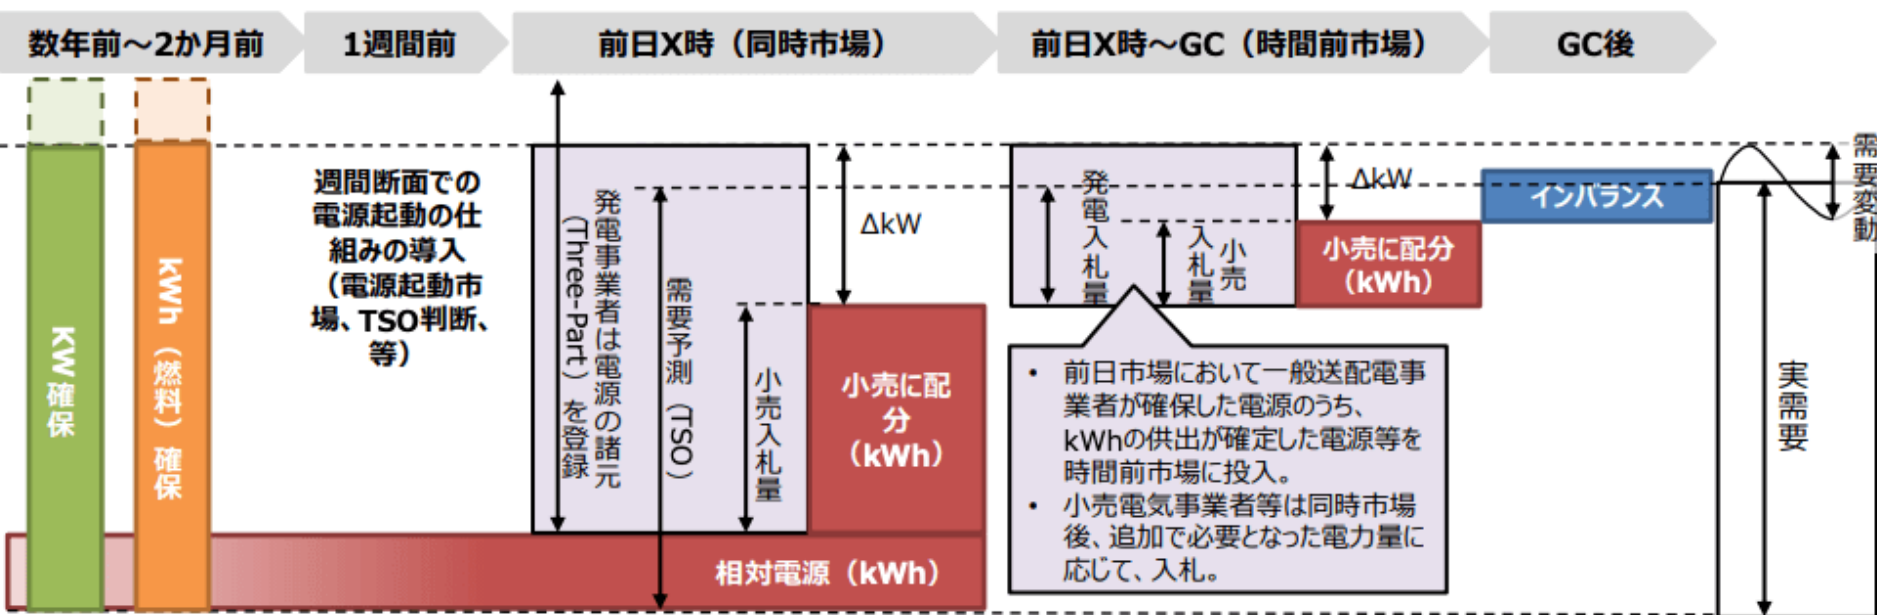 数年前～2か月前
1週間前
前日X時（同時市場）
前日X時～GC（時間前市場）
GC後
KW確保
kWh（燃料）確保
週間断面での
電源起動の仕
組みの導入
（電源起動市
場、TSO判断、
等）
発電事業者は電源の諸元
（Three-Part）を登録
需要予測（TSO）
小売入札量
ΔkW
小売に配
分
（kWh）
相対電源（kWh）
発電入札量
小売
入札量
ΔkW
小売に配分
（kWh）
• 前日市場において一般送配電事
業者が確保した電源のうち、
kWhの供出が確定した電源等を
時間前市場に投入。
• 小売電気事業者等は同時市場
後、追加で必要となった電力量に
応じて、入札。
インバランス
需要変動
実需要